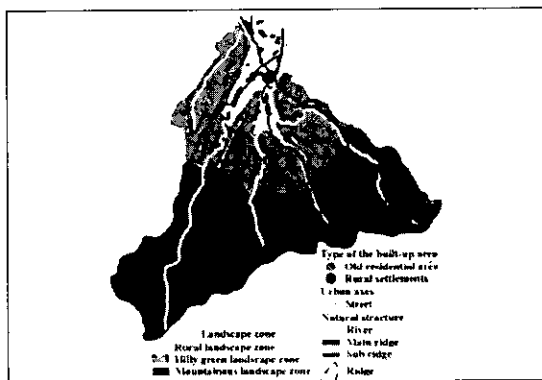 Type of the built-up area
Old residential area
Rural settlements
Urban axes
Street
Natural structure
River
Main ridge
Sub ridge
Ridge
Landscape zone
Rural landscape zone
Hilly green landscape zone
Mountainous landscape zone